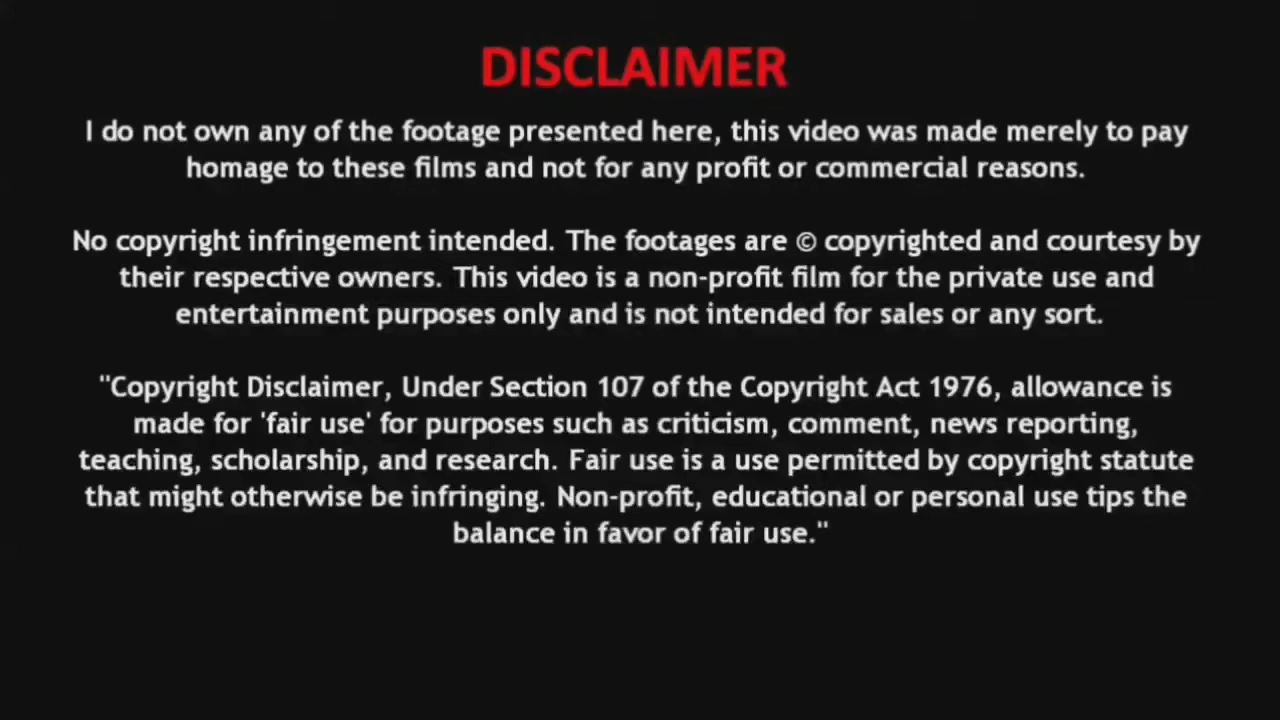 DISCLAIMER
I do not own any of the footage presented here, this video was made merely to pay
homage to these films and not for any profit or commercial reasons.
No copyright infringement intended. The footages are © copyrighted and courtesy by
their respective owners. This video is a non-profit film for the private use and
entertainment purposes only and is not intended for sales or any sort.
"Copyright Disclaimer, Under Section 107 of the Copyright Act 1976, allowance is
made for 'fair use' for purposes such as criticism, comment, news reporting,
teaching, scholarship, and research. Fair use is a use permitted by copyright statute
that might otherwise be infringing. Non-profit, educational or personal use tips the
balance in favor of fair use."